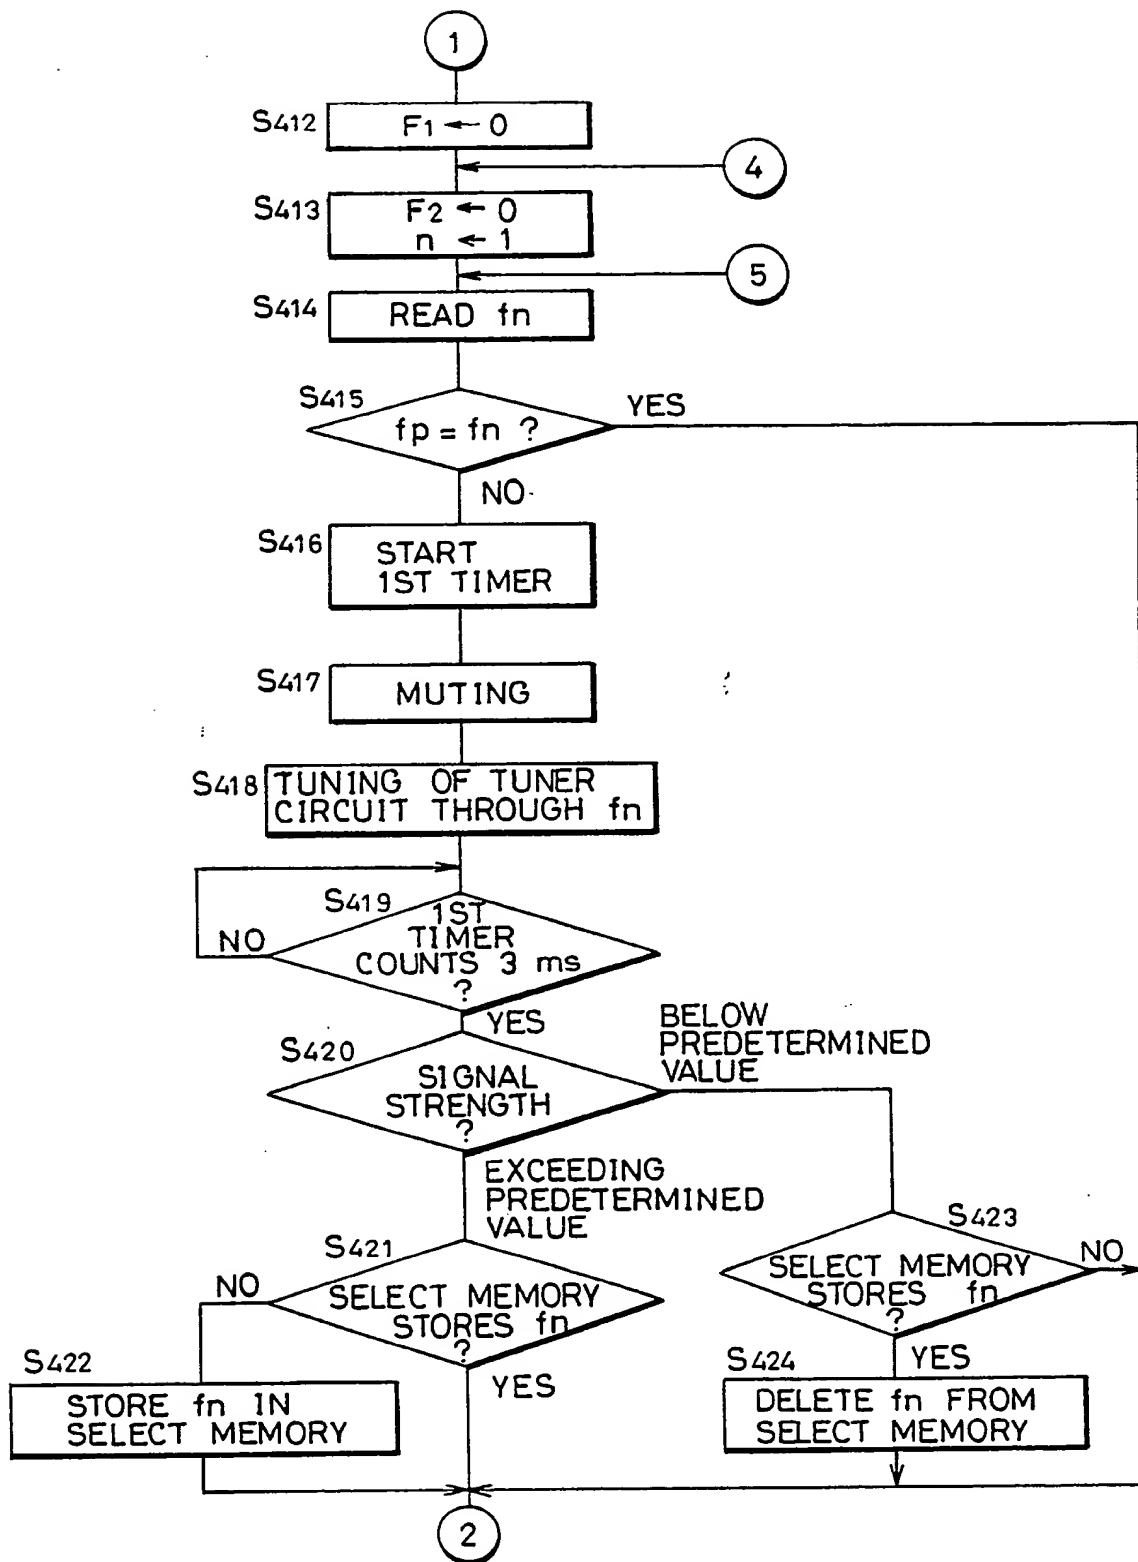 1
S412
F1 ← 0
4
S413
F2 ← 0
n ← 1
5
S414
READ fn
S415
fp = fn ?
YES
NO
S416
START
1ST TIMER
S417
MUTING
S418
TUNING OF TUNER
CIRCUIT THROUGH fn
S419
1ST
TIMER
COUNTS 3 ms
?
NO
YES
S420
SIGNAL
STRENGTH
?
BELOW
PREDETERMINED
VALUE
EXCEEDING
PREDETERMINED
VALUE
S421
SELECT MEMORY
STORES fn
?
NO
YES
S423
SELECT MEMORY
STORES fn
?
NO
YES
S422
STORE fn IN
SELECT MEMORY
S424
DELETE fn FROM
SELECT MEMORY
2